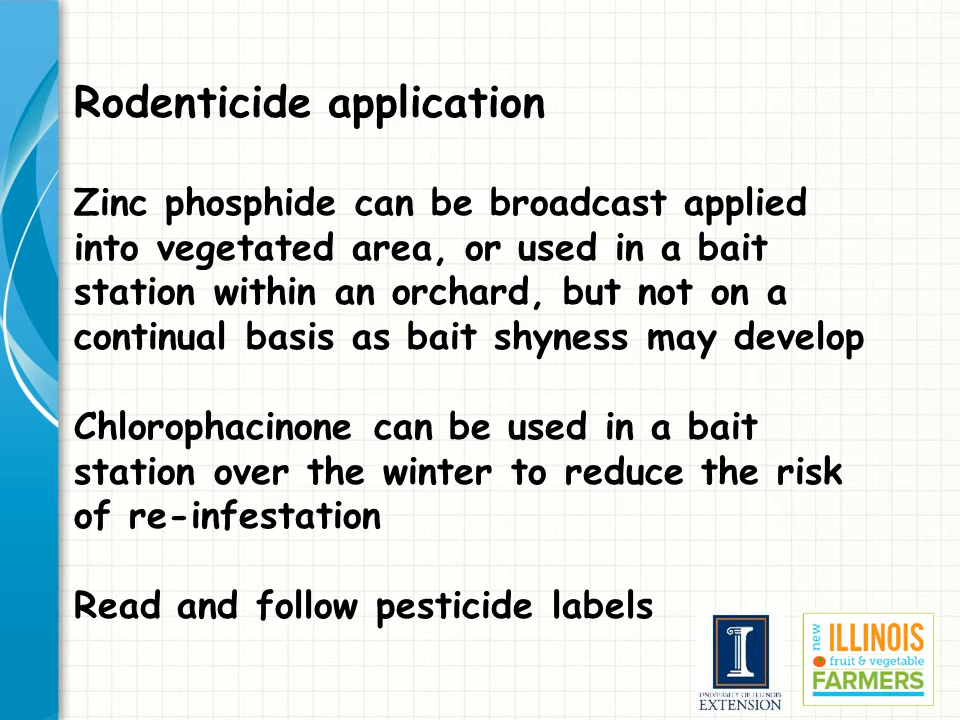 Rodenticide application
Zinc phosphide can be broadcast applied
into vegetated area, or used in a bait
station within an orchard, but not on a
continual basis as bait shyness may develop
Chlorophacinone can be used in a bait
station over the winter to reduce the risk
of re-infestation
Read and follow pesticide labels
I
UNIVERSITY OF ILLINOIS
EXTENSION
new
ILLINOIS
fruit & vegetable
FARMERS